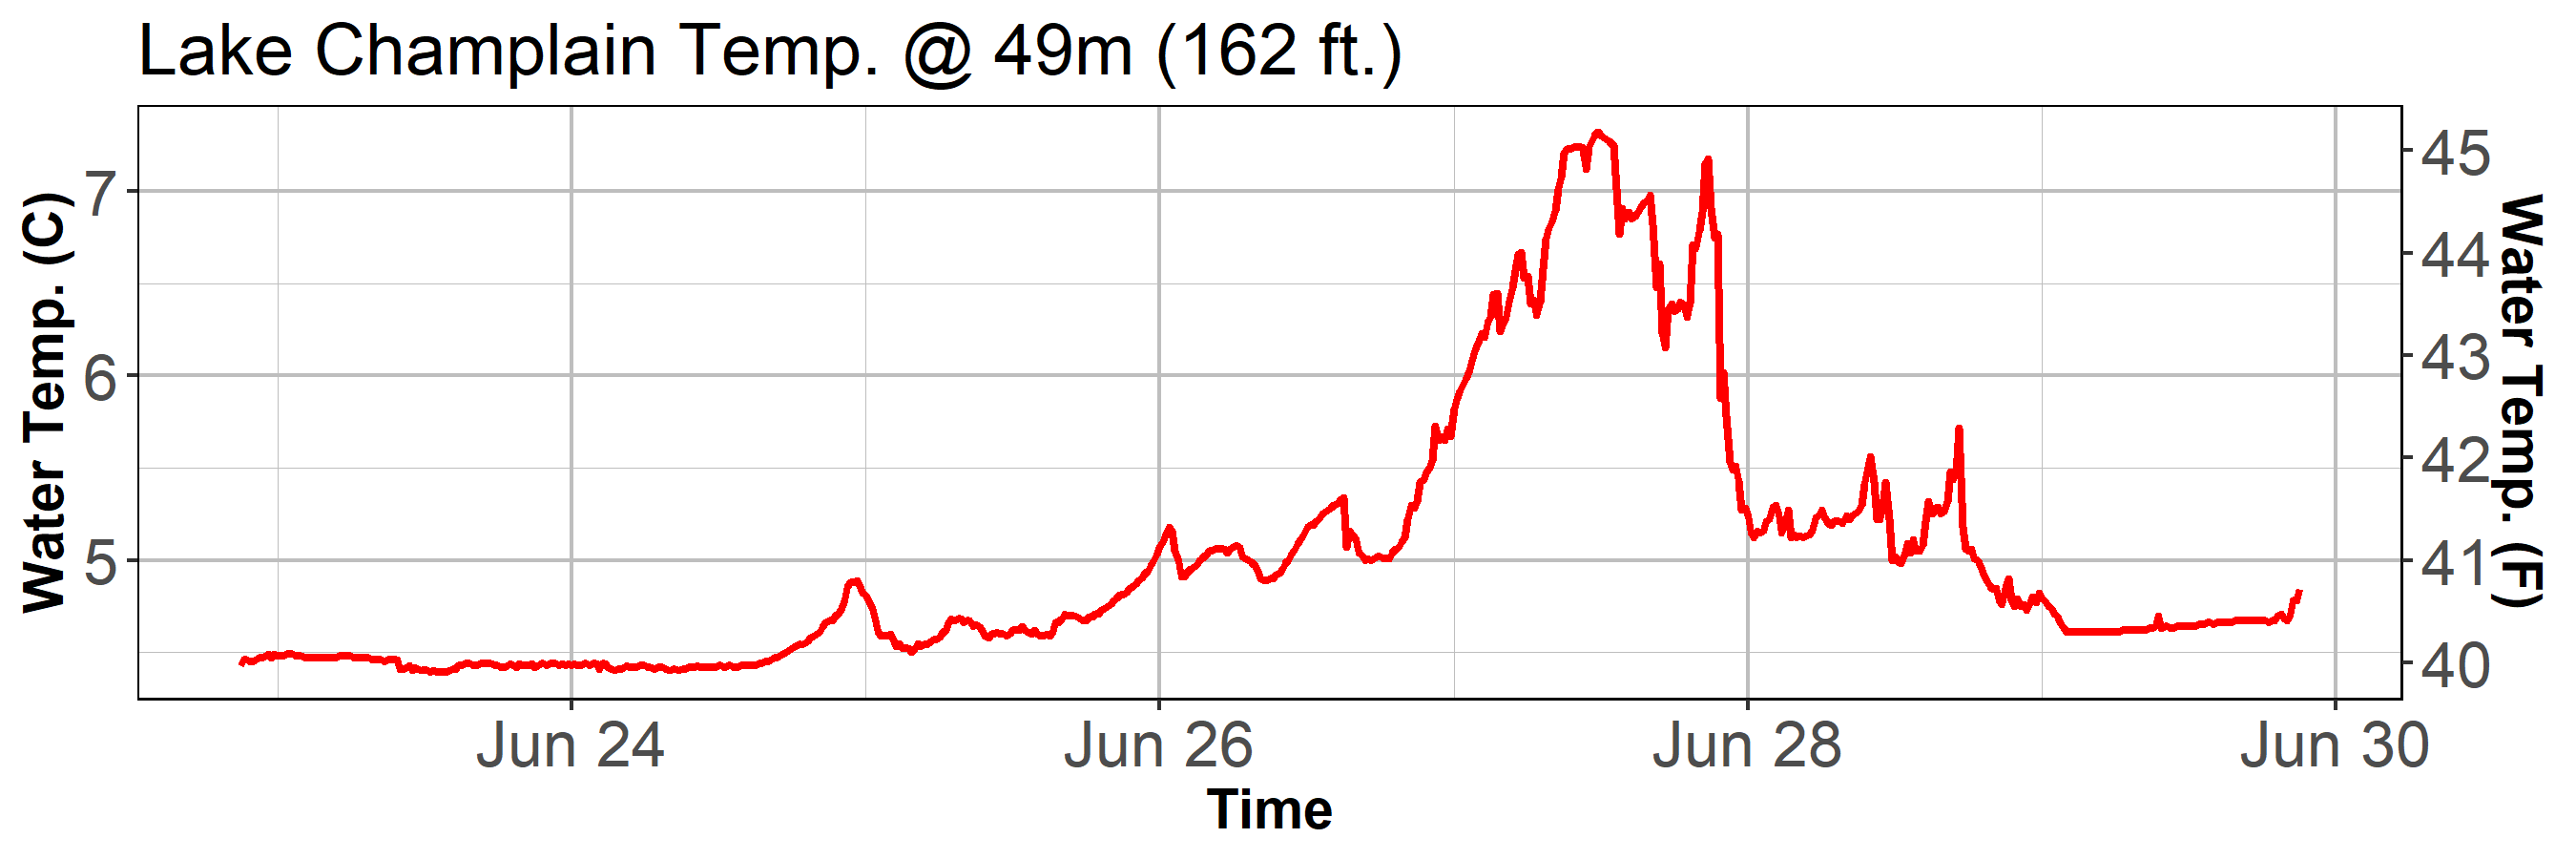 Lake Champlain Temp. @ 49m (162 ft.)
Water Temp. (C)
7
6
5
45
44
43
42
41
40
Water Temp. (F)
Jun 24
Jun 26
Jun 28
Jun 30
Time